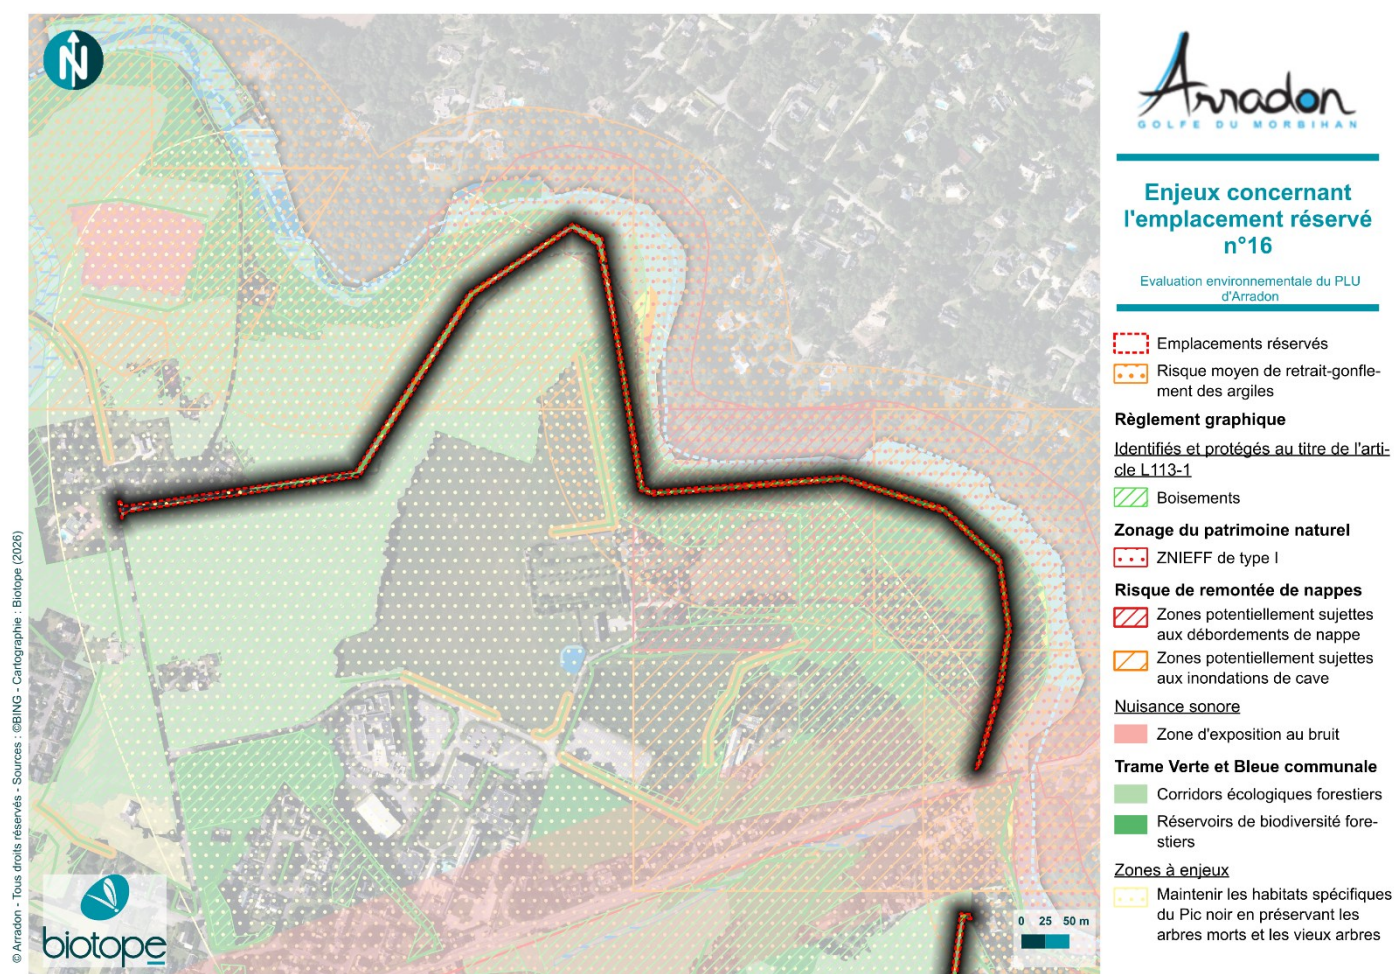 N
Arradon
GOLFE DU MORBIHAN
Enjeux concernant
l'emplacement réservé
n°16
Evaluation environnementale du PLU
d'Arradon
Emplacements réservés
Risque moyen de retrait-gonfle-
ment des argiles
Règlement graphique
Identifiés et protégés au titre de l'arti-
cle L113-1
Boisements
Zonage du patrimoine naturel
ZNIEFF de type I
Risque de remontée de nappes
Zones potentiellement sujettes
aux débordements de nappe
Zones potentiellement sujettes
aux inondations de cave
Nuisance sonore
Zone d'exposition au bruit
Trame Verte et Bleue communale
Corridors écologiques forestiers
Réservoirs de biodiversité fore-
stiers
Zones à enjeux
Maintenir les habitats spécifiques
du Pic noir en préservant les
arbres morts et les vieux arbres
0 25 50 m
biotope
© Arradon - Tous droits réservés - Sources : ©BING - Cartographie : Biotope (2026)